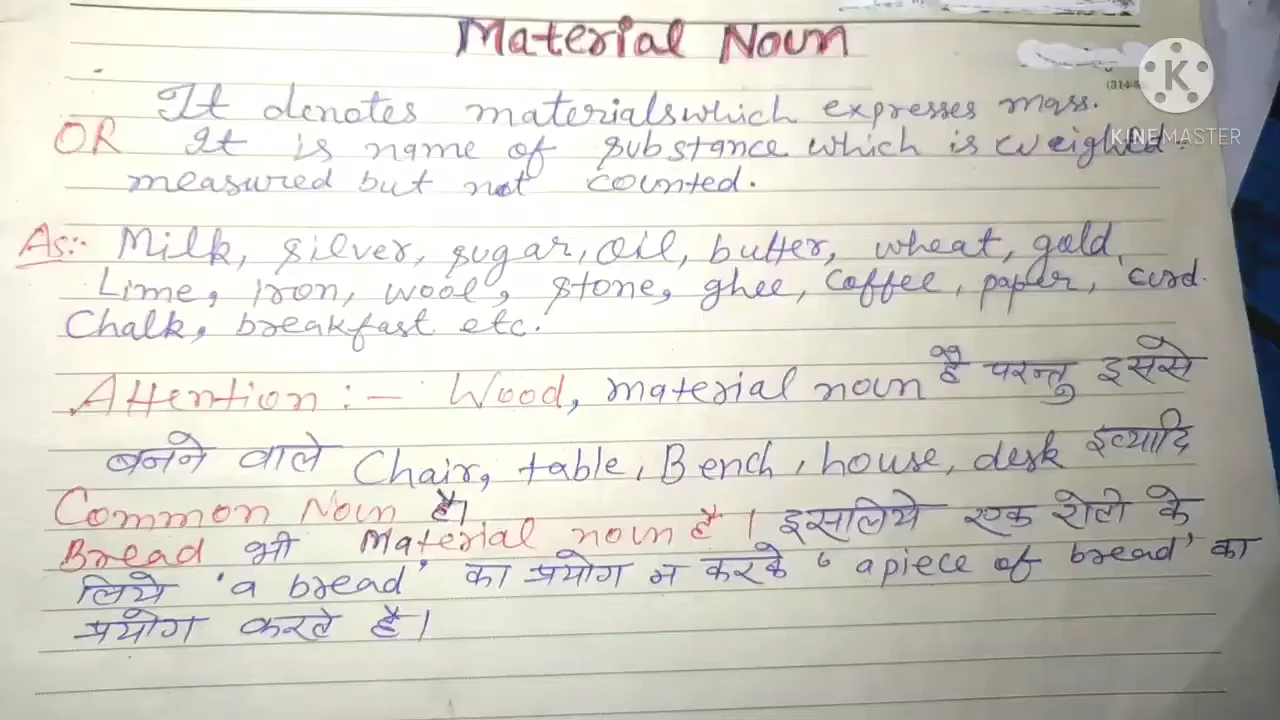 Material Noun
It denotes materials which expresses mass.
OR It is name of substance which is weighed.
measured but not counted.
As:- Milk, silver, sugar, oil, butter, wheat, gold,
Lime, iron, wool, stone, ghee, coffee, paper, curd.
Chalk, breakfast etc.
Attention :- Wood, material noun है परन्तु इससे
बनने वाले Chair, table, Bench, house, desk इत्यादि
Common Noun है।
Bread भी Material noun है। इसलिये एक रोटी के
लिये 'a bread' का प्रयोग न करके 'a piece of bread' का
प्रयोग करते है।
K
KINEMASTER